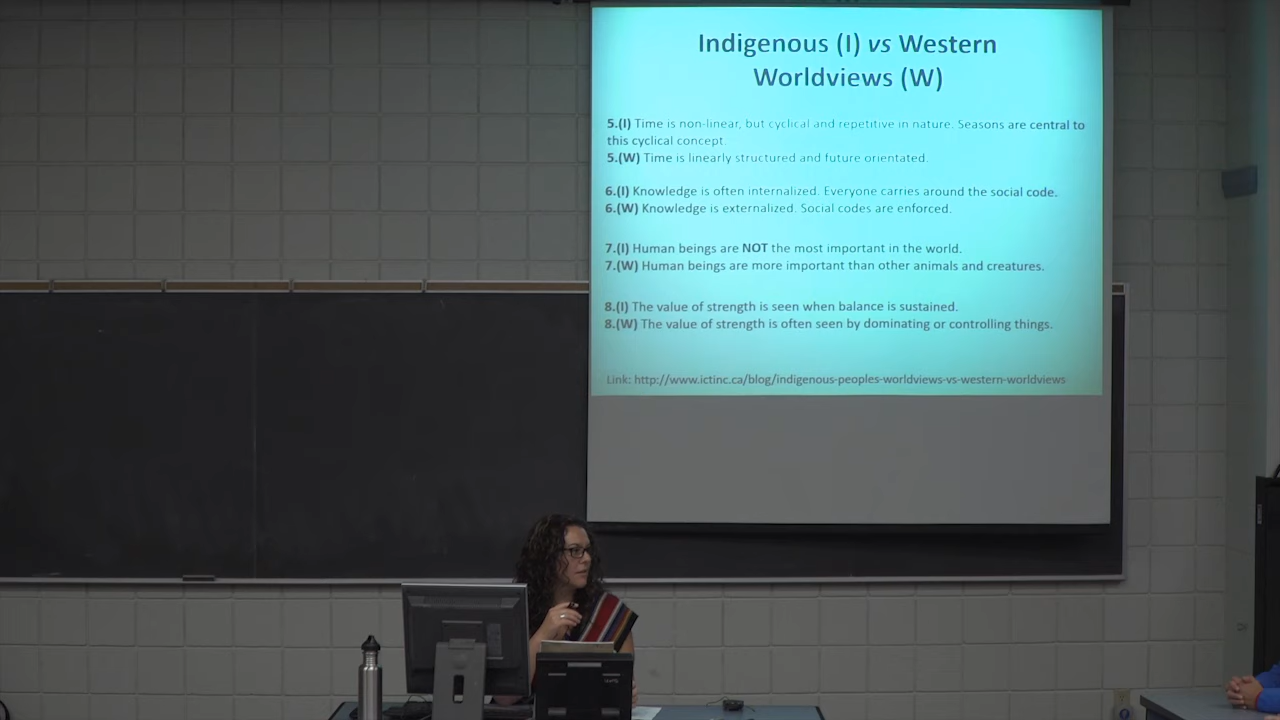 Indigenous (I) vs Western
Worldviews (W)
5.(I) Time is non-linear, but cyclical and repetitive in nature. Seasons are central to
this cyclical concept.
5.(W) Time is linearly structured and future orientated.
6.(I) Knowledge is often internalized. Everyone carries around the social code.
6.(W) Knowledge is externalized. Social codes are enforced.
7.(I) Human beings are NOT the most important in the world.
7.(W) Human beings are more important than other animals and creatures.
8.(I) The value of strength is seen when balance is sustained.
8.(W) The value of strength is often seen by dominating or controlling things.
Link: http://www.ictinc.ca/blog/indigenous-peoples-worldviews-vs-western-worldviews